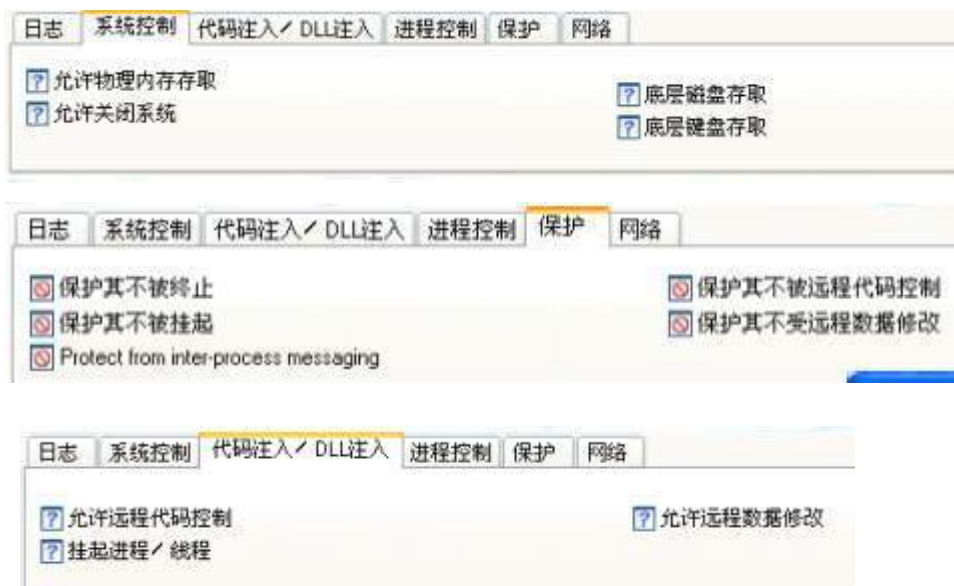 日志 系统控制 代码注入/DLL注入 进程控制 保护 网络
允许物理内存存取
底层磁盘存取
允许关闭系统
底层键盘存取
日志 系统控制 代码注入/DLL注入 进程控制 保护 网络
保护其不被终止 保护其不被远程代码控制
保护其不被挂起 保护其不受远程数据修改
Protect from inter-process messaging
日志 系统控制 代码注入/DLL注入 进程控制 保护 网络
允许远程代码控制 允许远程数据修改
挂起进程/线程